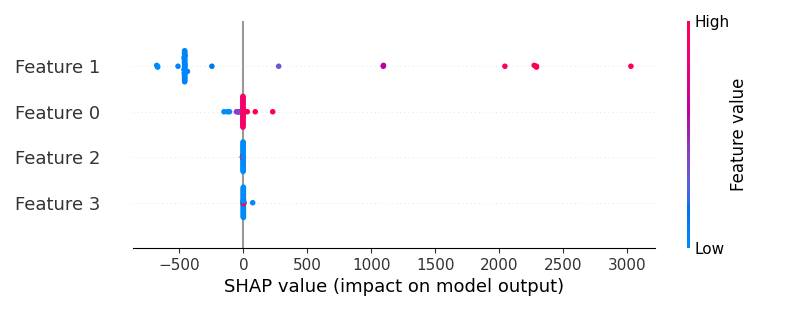 High
Feature 1
Feature 0
Feature 2
Feature 3
Feature value
Low
−500 0 500 1000 1500 2000 2500 3000
SHAP value (impact on model output)